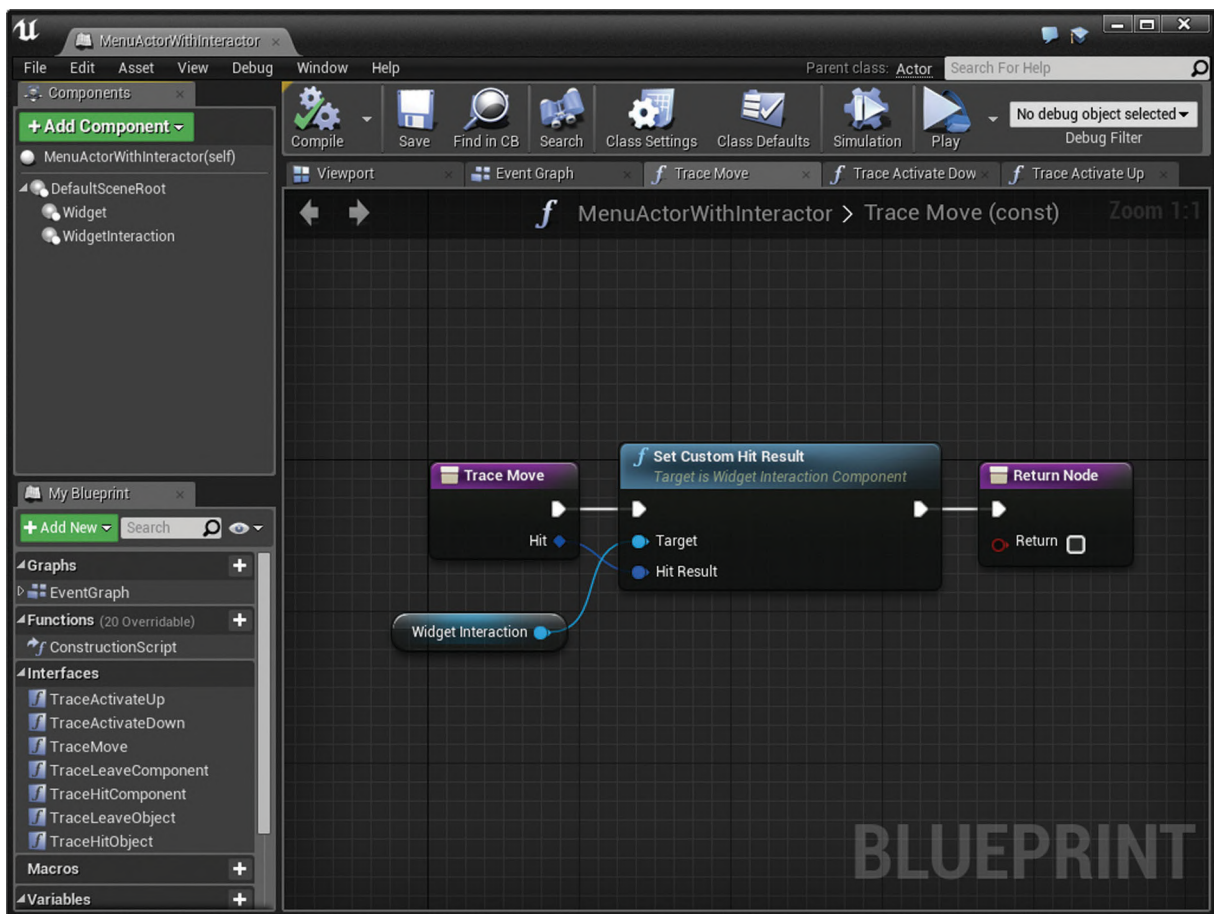 MenuActorWithInteractor
File Edit Asset View Debug Window Help
Parent class: Actor
Search For Help
Components
+Add Component
MenuActorWithInteractor(self)
DefaultSceneRoot
Widget
WidgetInteraction
Compile
Save
Find in CB
Search
Class Settings
Class Defaults
Simulation
Play
No debug object selected
Debug Filter
Viewport
Event Graph
f Trace Move
f Trace Activate Dow
f Trace Activate Up
f MenuActorWithInteractor > Trace Move (const)
Zoom 1:1
Trace Move
Hit
f Set Custom Hit Result
Target is Widget Interaction Component
Target
Hit Result
Return Node
Return
Widget Interaction
My Blueprint
+Add New
Search
Graphs
EventGraph
Functions (20 Overridable)
f ConstructionScript
Interfaces
f TraceActivateUp
f TraceActivateDown
f TraceMove
f TraceLeaveComponent
f TraceHitComponent
f TraceLeaveObject
f TraceHitObject
Macros
Variables
BLUEPRINT